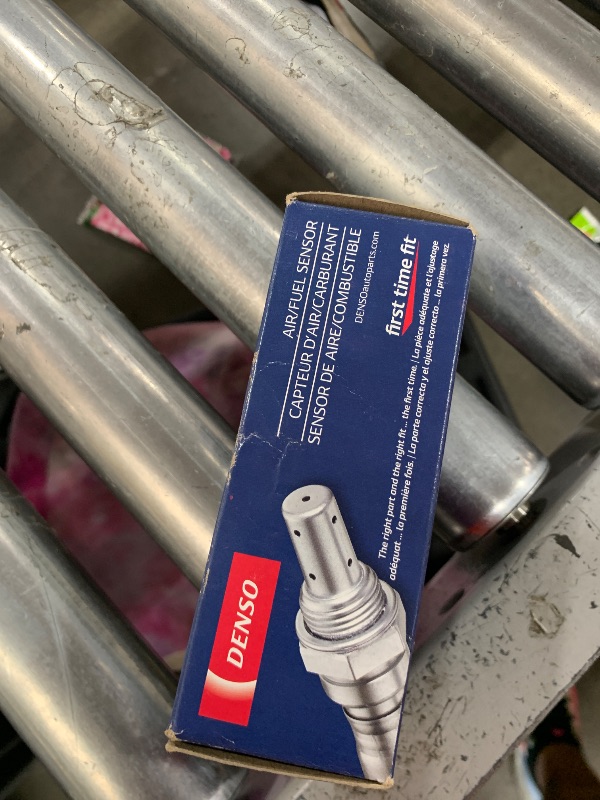 AIR/FUEL SENSOR
CAPTEUR D'AIR/CARBURANT
SENSOR DE AIRE/COMBUSTIBLE
DENSOautoparts.com
first time fit
The right part and the right fit ... the first time. | La pièce adéquate et l'ajustage
adéquat ... la première fois. | La parte correcta y el ajuste correcto ... la primera vez.
DENSO